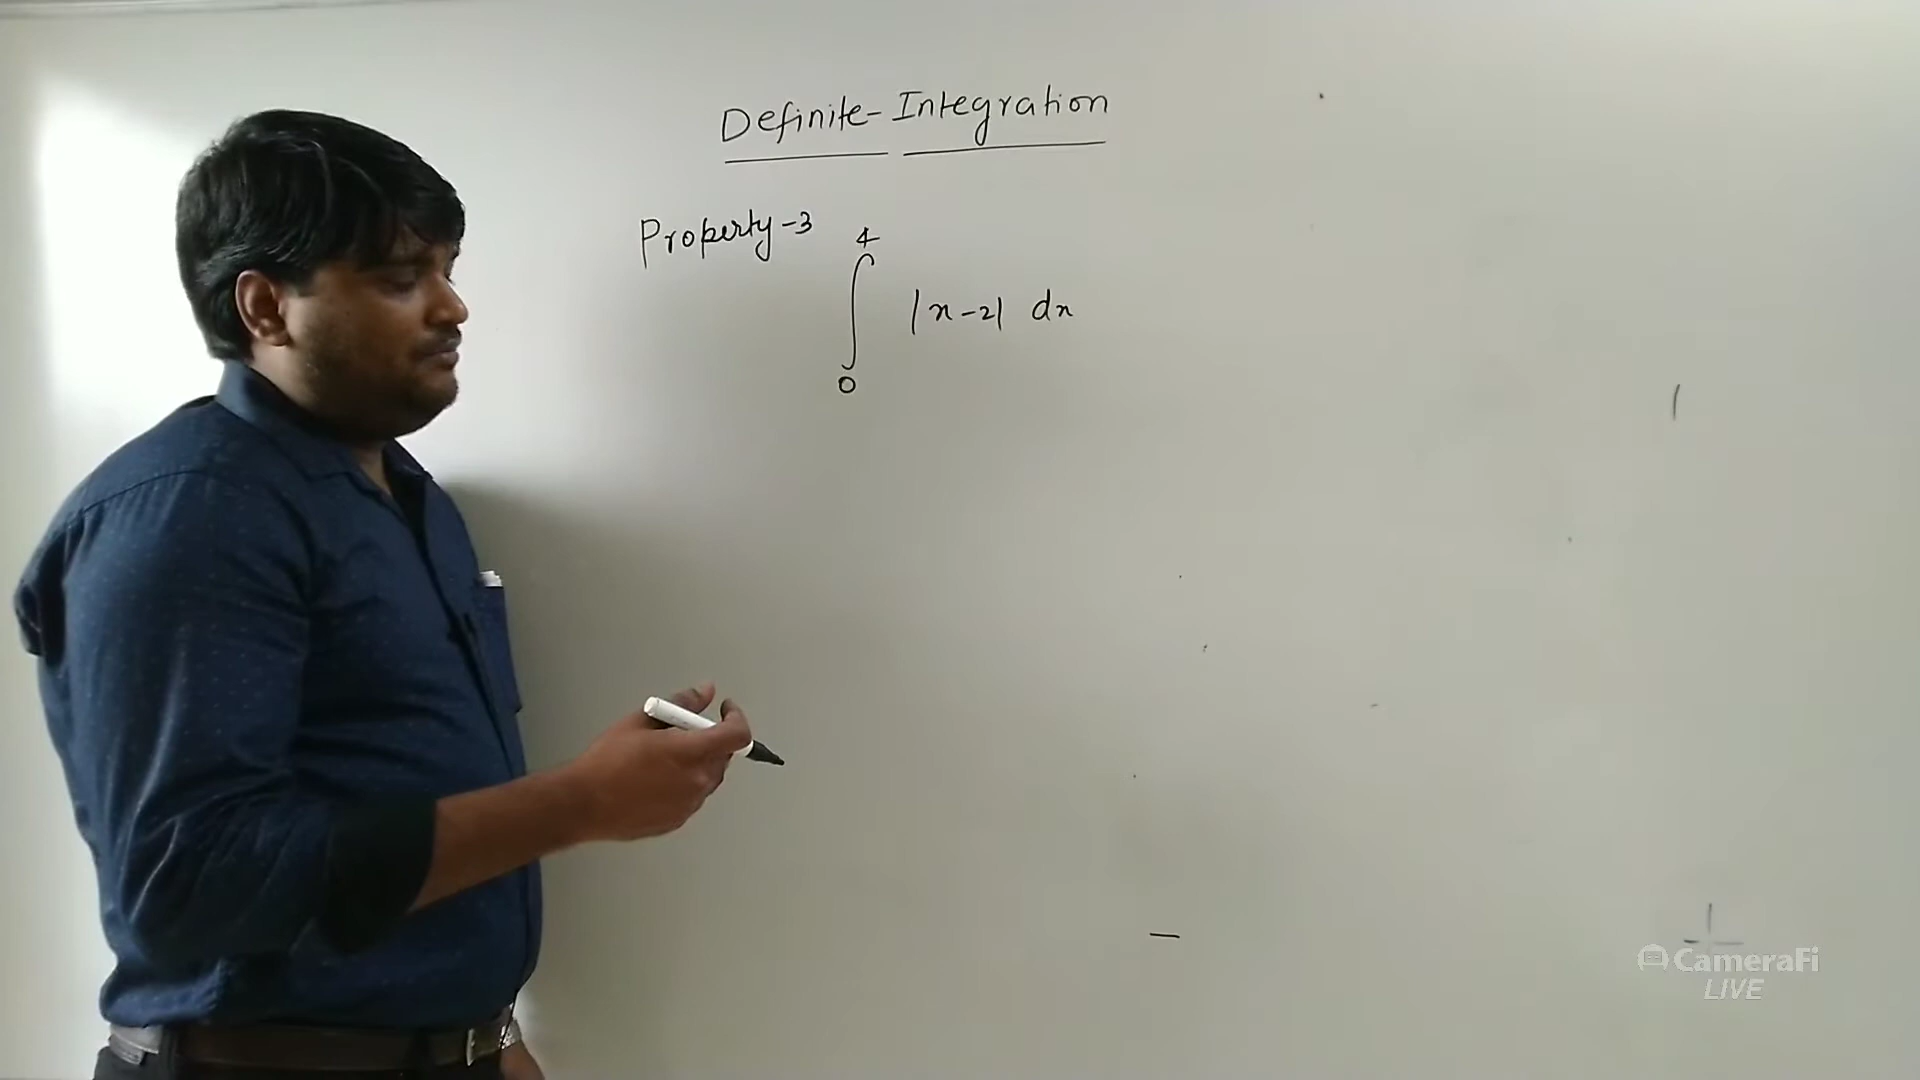 Definite-Integration
Property-3
4
∫ |x-2| dx
0
CameraFi
LIVE